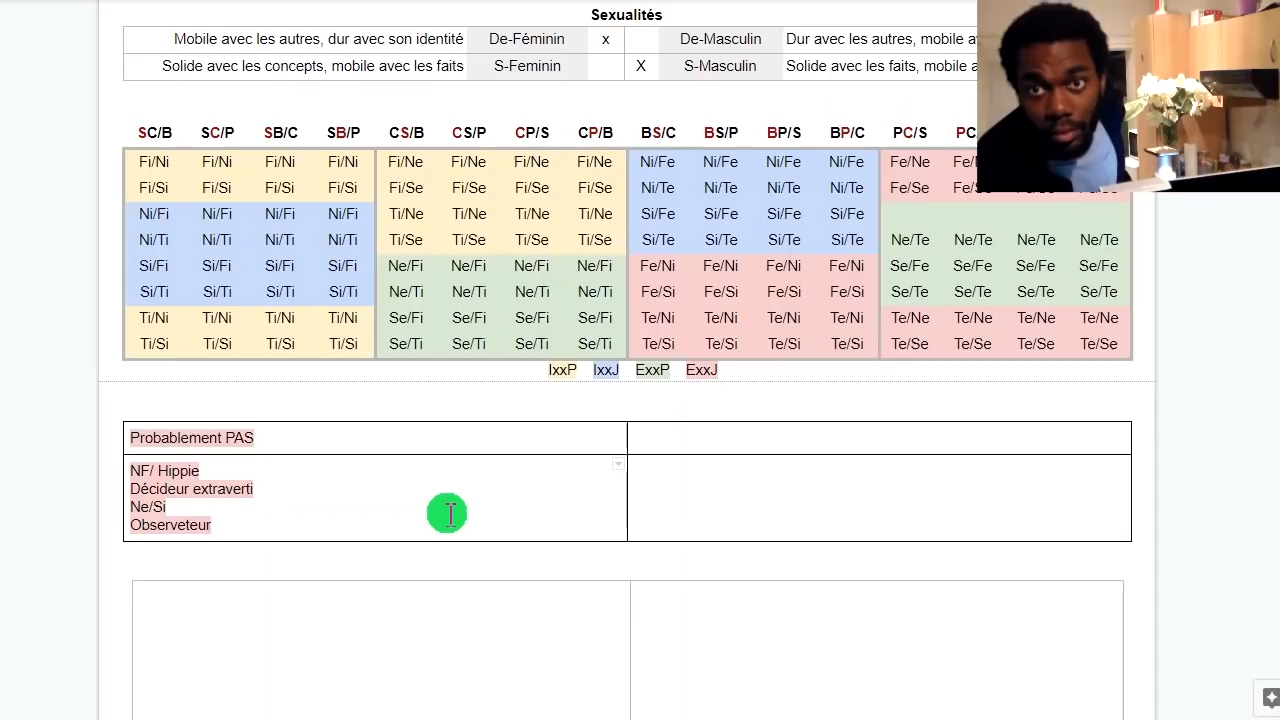 Sexualités
Mobile avec les autres, dur avec son identité De-Féminin x De-Masculin Dur avec les autres, mobile
Solide avec les concepts, mobile avec les faits S-Feminin X S-Masculin Solide avec les faits, mobile
SC/B SC/P SB/C SB/P CS/B CS/P CP/S CP/B BS/C BS/P BP/S BP/C PC/S
Fi/Ni Fi/Ni Fi/Ni Fi/Ni Fi/Ne Fi/Ne Fi/Ne Fi/Ne Ni/Fe Ni/Fe Ni/Fe Ni/Fe Fe/Ne
Fi/Si Fi/Si Fi/Si Fi/Si Fi/Se Fi/Se Fi/Se Fi/Se Ni/Te Ni/Te Ni/Te Ni/Te Fe/Se
Ni/Fi Ni/Fi Ni/Fi Ni/Fi Ti/Ne Ti/Ne Ti/Ne Ti/Ne Si/Fe Si/Fe Si/Fe Si/Fe
Ni/Ti Ni/Ti Ni/Ti Ni/Ti Ti/Se Ti/Se Ti/Se Ti/Se Si/Te Si/Te Si/Te Si/Te Ne/Te Ne/Te Ne/Te Ne/Te
Si/Fi Si/Fi Si/Fi Si/Fi Ne/Fi Ne/Fi Ne/Fi Ne/Fi Fe/Ni Fe/Ni Fe/Ni Fe/Ni Se/Fe Se/Fe Se/Fe Se/Fe
Si/Ti Si/Ti Si/Ti Si/Ti Ne/Ti Ne/Ti Ne/Ti Ne/Ti Fe/Si Fe/Si Fe/Si Fe/Si Se/Te Se/Te Se/Te Se/Te
Ti/Ni Ti/Ni Ti/Ni Ti/Ni Se/Fi Se/Fi Se/Fi Se/Fi Te/Ni Te/Ni Te/Ni Te/Ni Te/Ne Te/Ne Te/Ne Te/Ne
Ti/Si Ti/Si Ti/Si Ti/Si Se/Ti Se/Ti Se/Ti Se/Ti Te/Si Te/Si Te/Si Te/Si Te/Se Te/Se Te/Se Te/Se
IxxP IxxJ ExxP ExxJ
Probablement PAS
NF/ Hippie
Décideur extraverti
Ne/Si
Observeteur